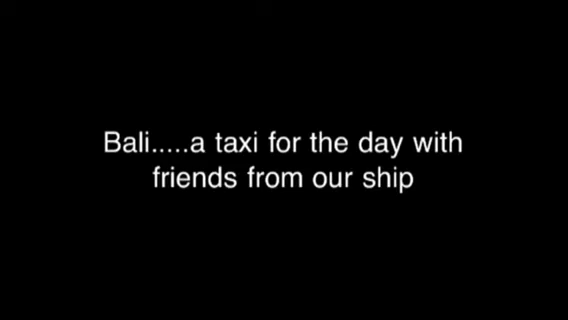 Bali.....a taxi for the day with
friends from our ship